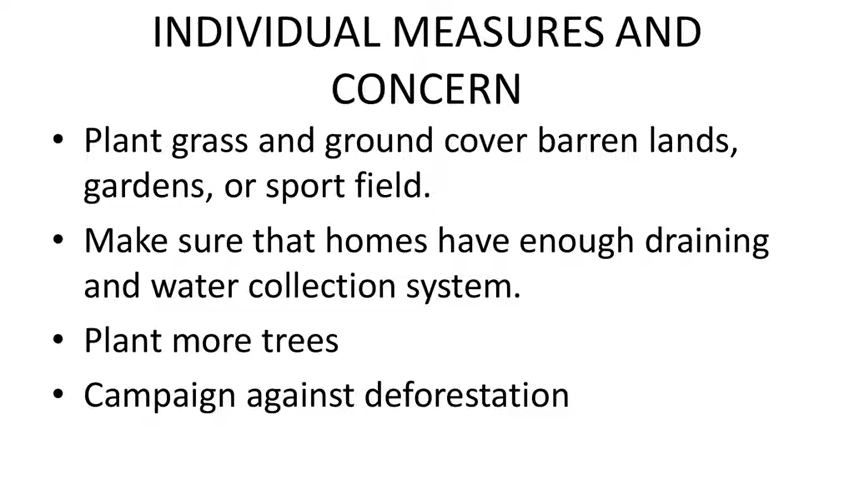 INDIVIDUAL MEASURES AND
CONCERN
• Plant grass and ground cover barren lands,
gardens, or sport field.
• Make sure that homes have enough draining
and water collection system.
• Plant more trees
• Campaign against deforestation